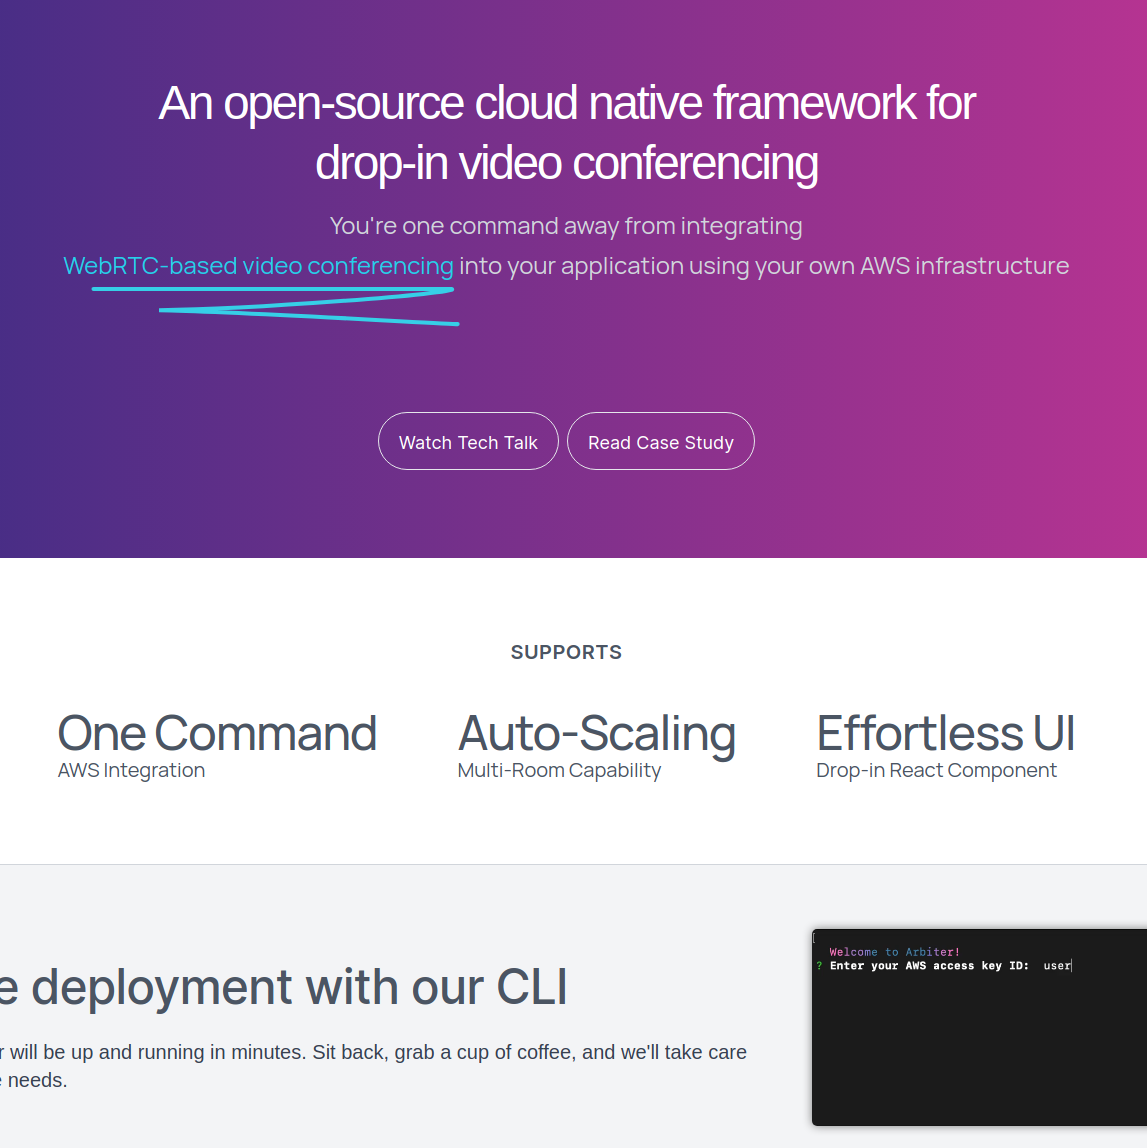 An open-source cloud native framework for
drop-in video conferencing
You're one command away from integrating
WebRTC-based video conferencing into your application using your own AWS infrastructure
Watch Tech Talk
Read Case Study
SUPPORTS
One Command
AWS Integration
Auto-Scaling
Multi-Room Capability
Effortless UI
Drop-in React Component
e deployment with our CLI
r will be up and running in minutes. Sit back, grab a cup of coffee, and we'll take care
e needs.
[
Welcome to Arbiter!
? Enter your AWS access key ID: user